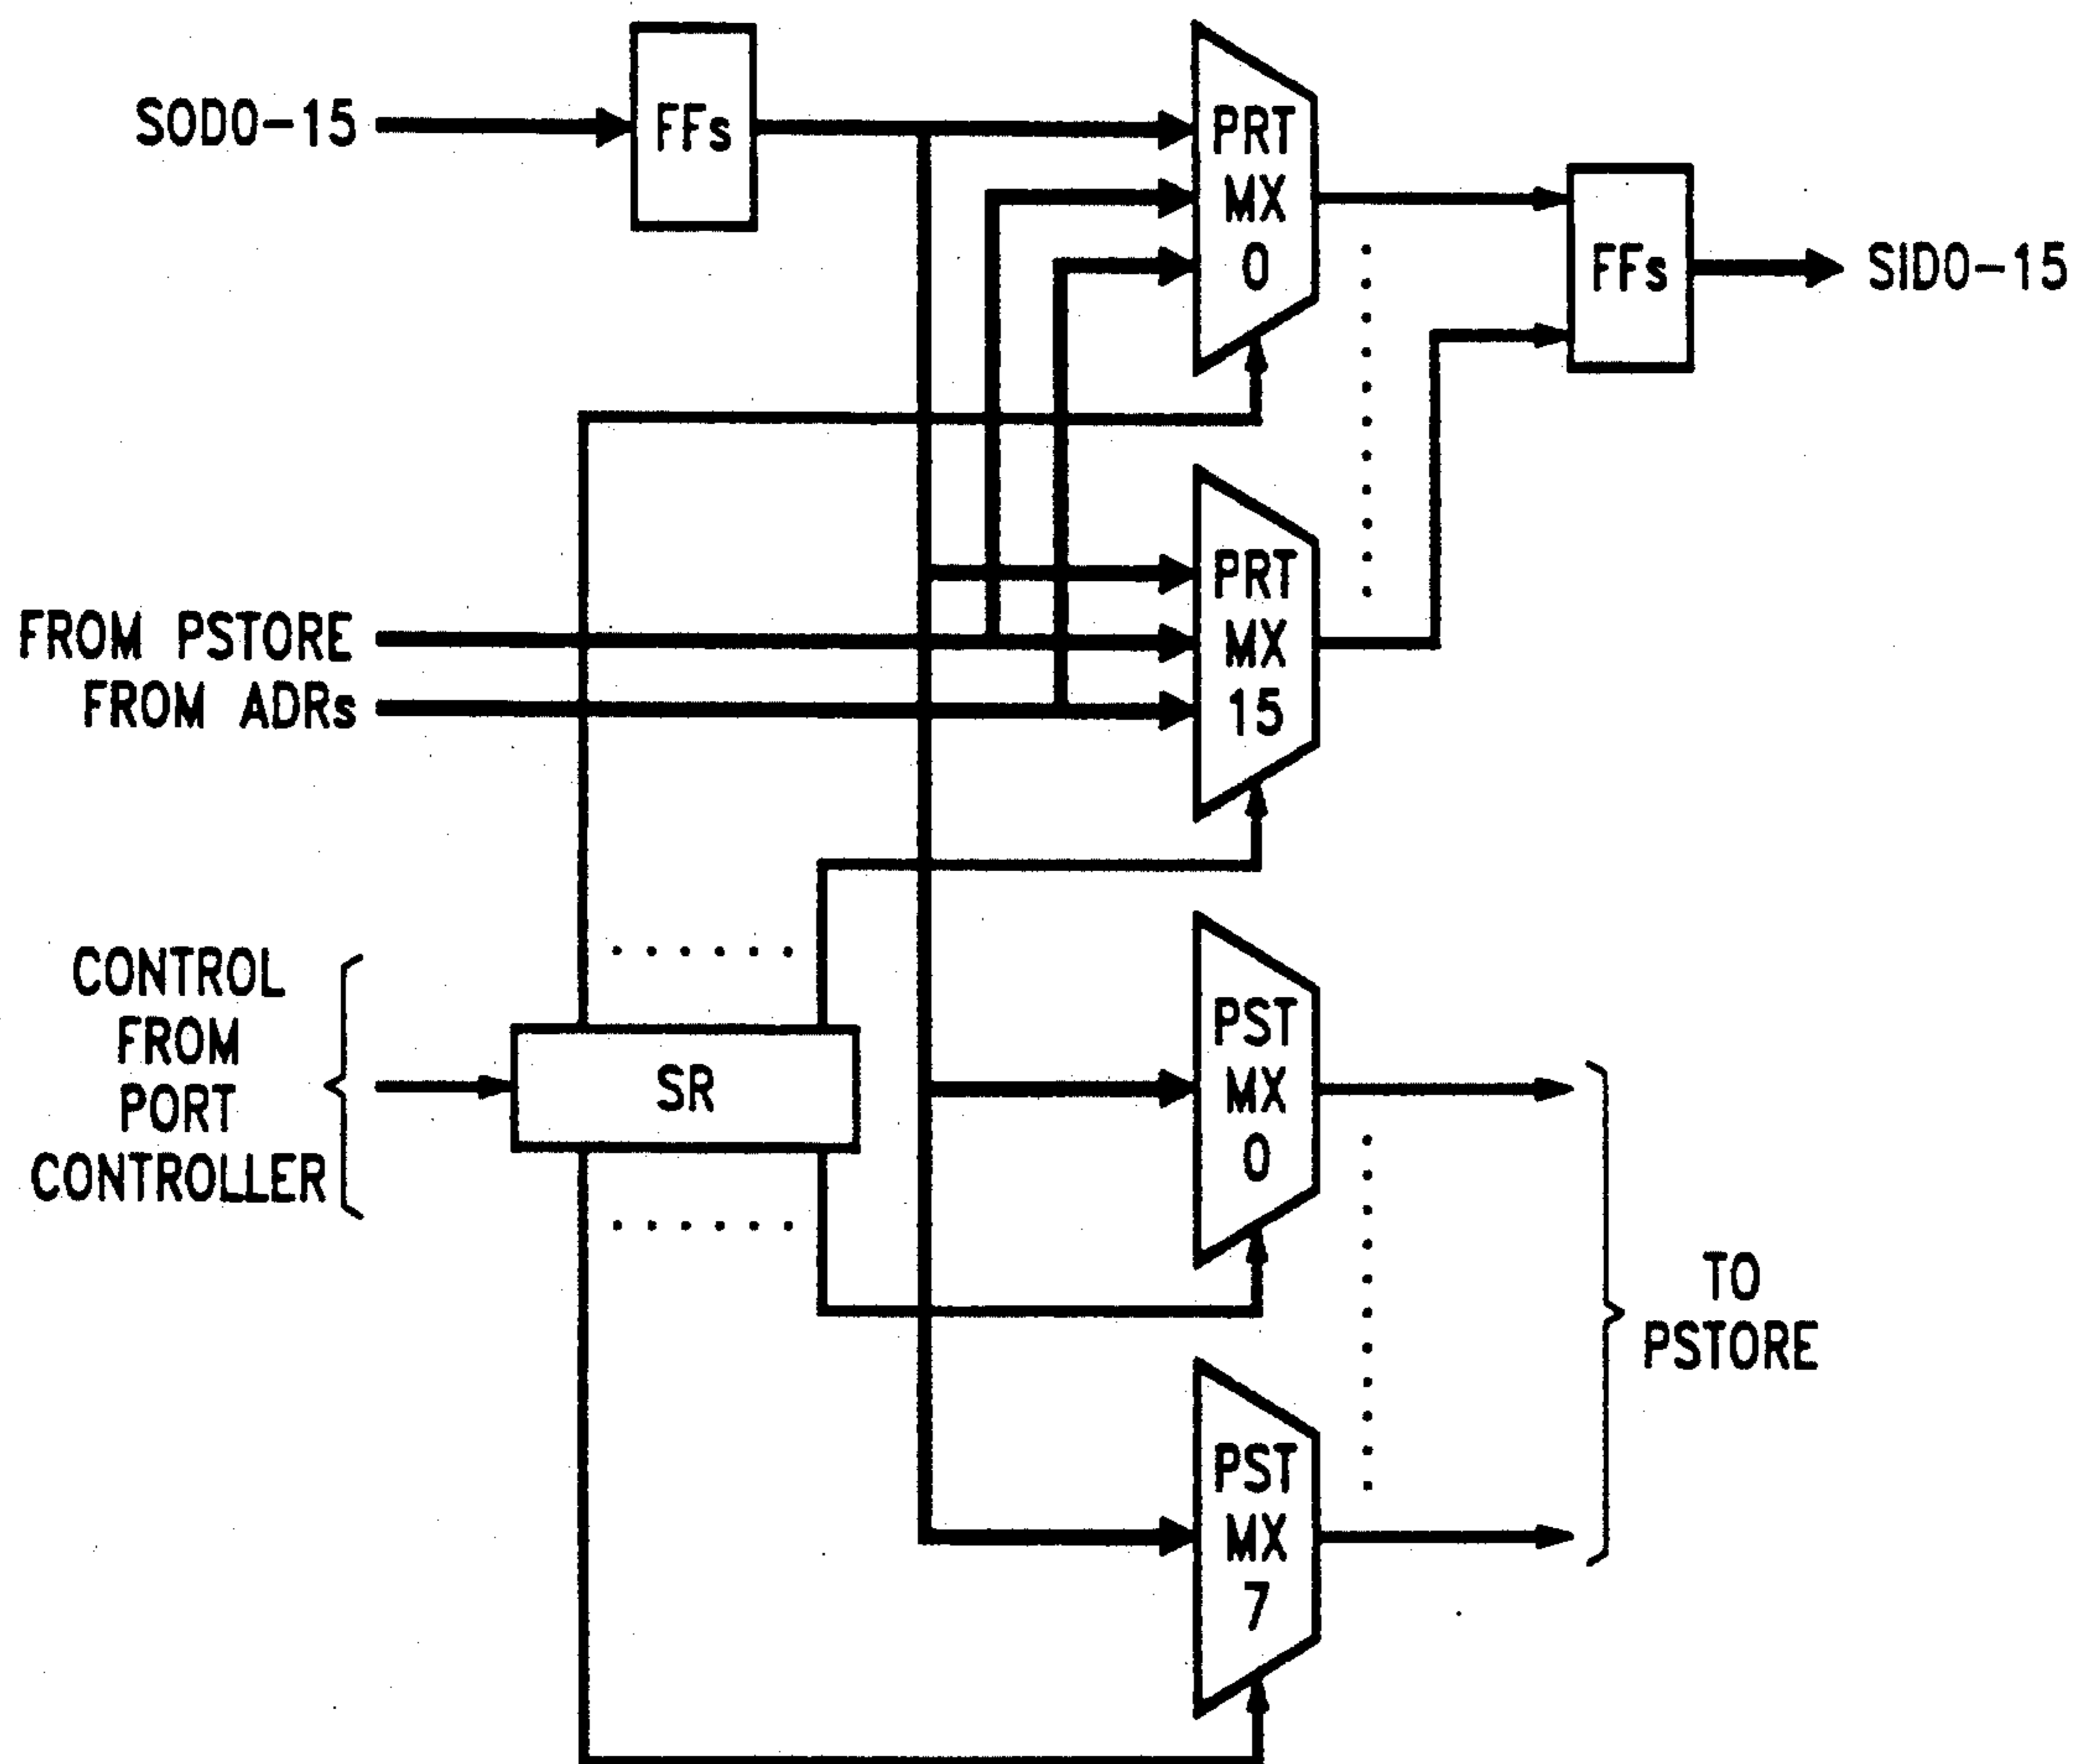 SOD0-15
FFs
PRT
MX
0
FFs
SID0-15
PRT
MX
15
FROM PSTORE
FROM ADRs
CONTROL
FROM
PORT
CONTROLLER
SR
PST
MX
0
TO
PSTORE
PST
MX
7